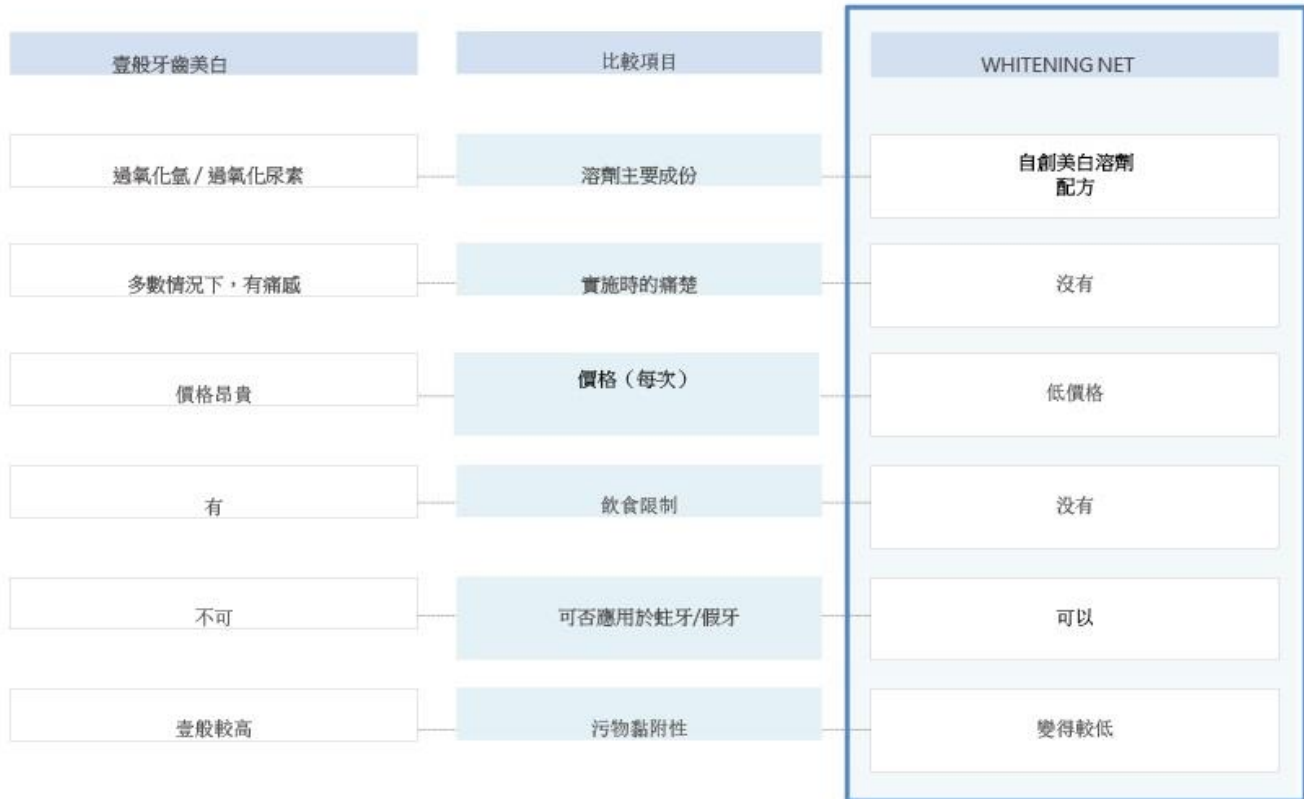 壹般牙齒美白
比較項目
WHITENING NET
過氧化氫 / 過氧化尿素
溶劑主要成份
自創美白溶劑
配方
多數情況下，有痛感
實施時的痛楚
沒有
價格昂貴
價格（每次）
低價格
有
飲食限制
没有
不可
可否應用於蛀牙/假牙
可以
壹般較高
污物黏附性
變得較低